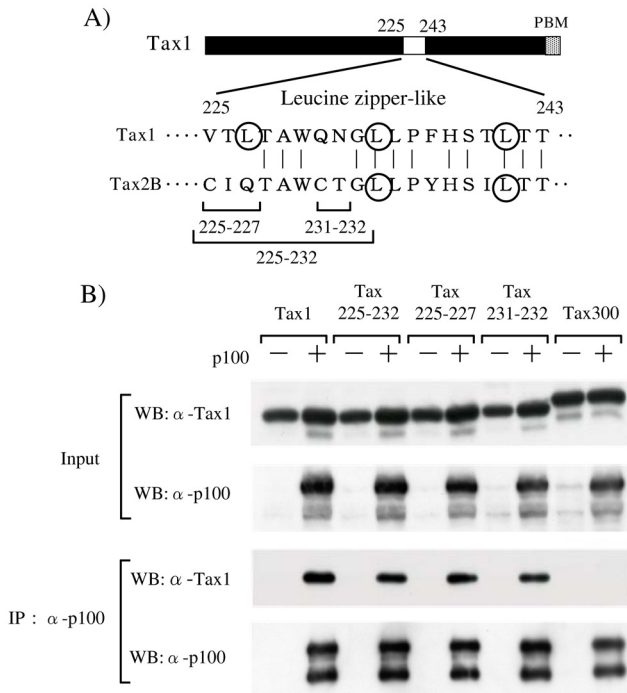 A)
Tax1
225 243
PBM
225
Leucine zipper-like
243
Tax1 ···· V T L T A W Q N G L L P F H S T L T T ··
Tax2B ···· C I Q T A W C T G L L P Y H S I L T T ··
225-227 231-232
225-232
B)
Tax1 Tax 225-232 Tax 225-227 Tax 231-232 Tax300
p100 − + − + − + − + − +
Input
WB: α-Tax1
WB: α-p100
IP : α-p100
WB: α-Tax1
WB: α-p100